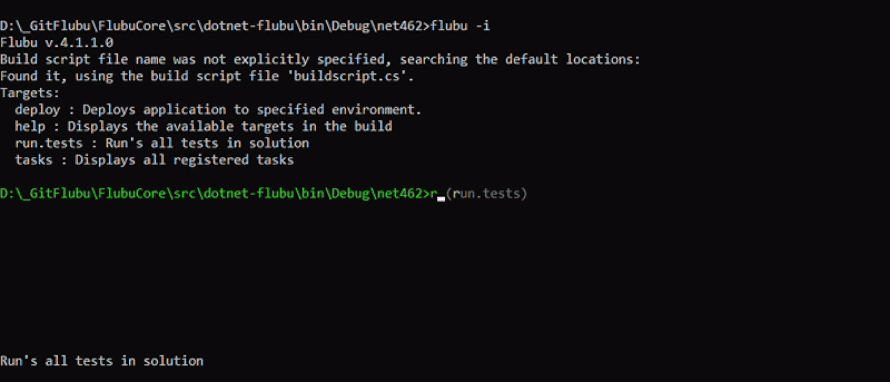 D:\_GitFlubu\FlubuCore\src\dotnet-flubu\bin\Debug\net462>flubu -i
Flubu v.4.1.1.0
Build script file name was not explicitly specified, searching the default locations:
Found it, using the build script file 'buildscript.cs'.
Targets:
  deploy : Deploys application to specified environment.
  help : Displays the available targets in the build
  run.tests : Run's all tests in solution
  tasks : Displays all registered tasks
D:\_GitFlubu\FlubuCore\src\dotnet-flubu\bin\Debug\net462>r_(run.tests)
Run's all tests in solution